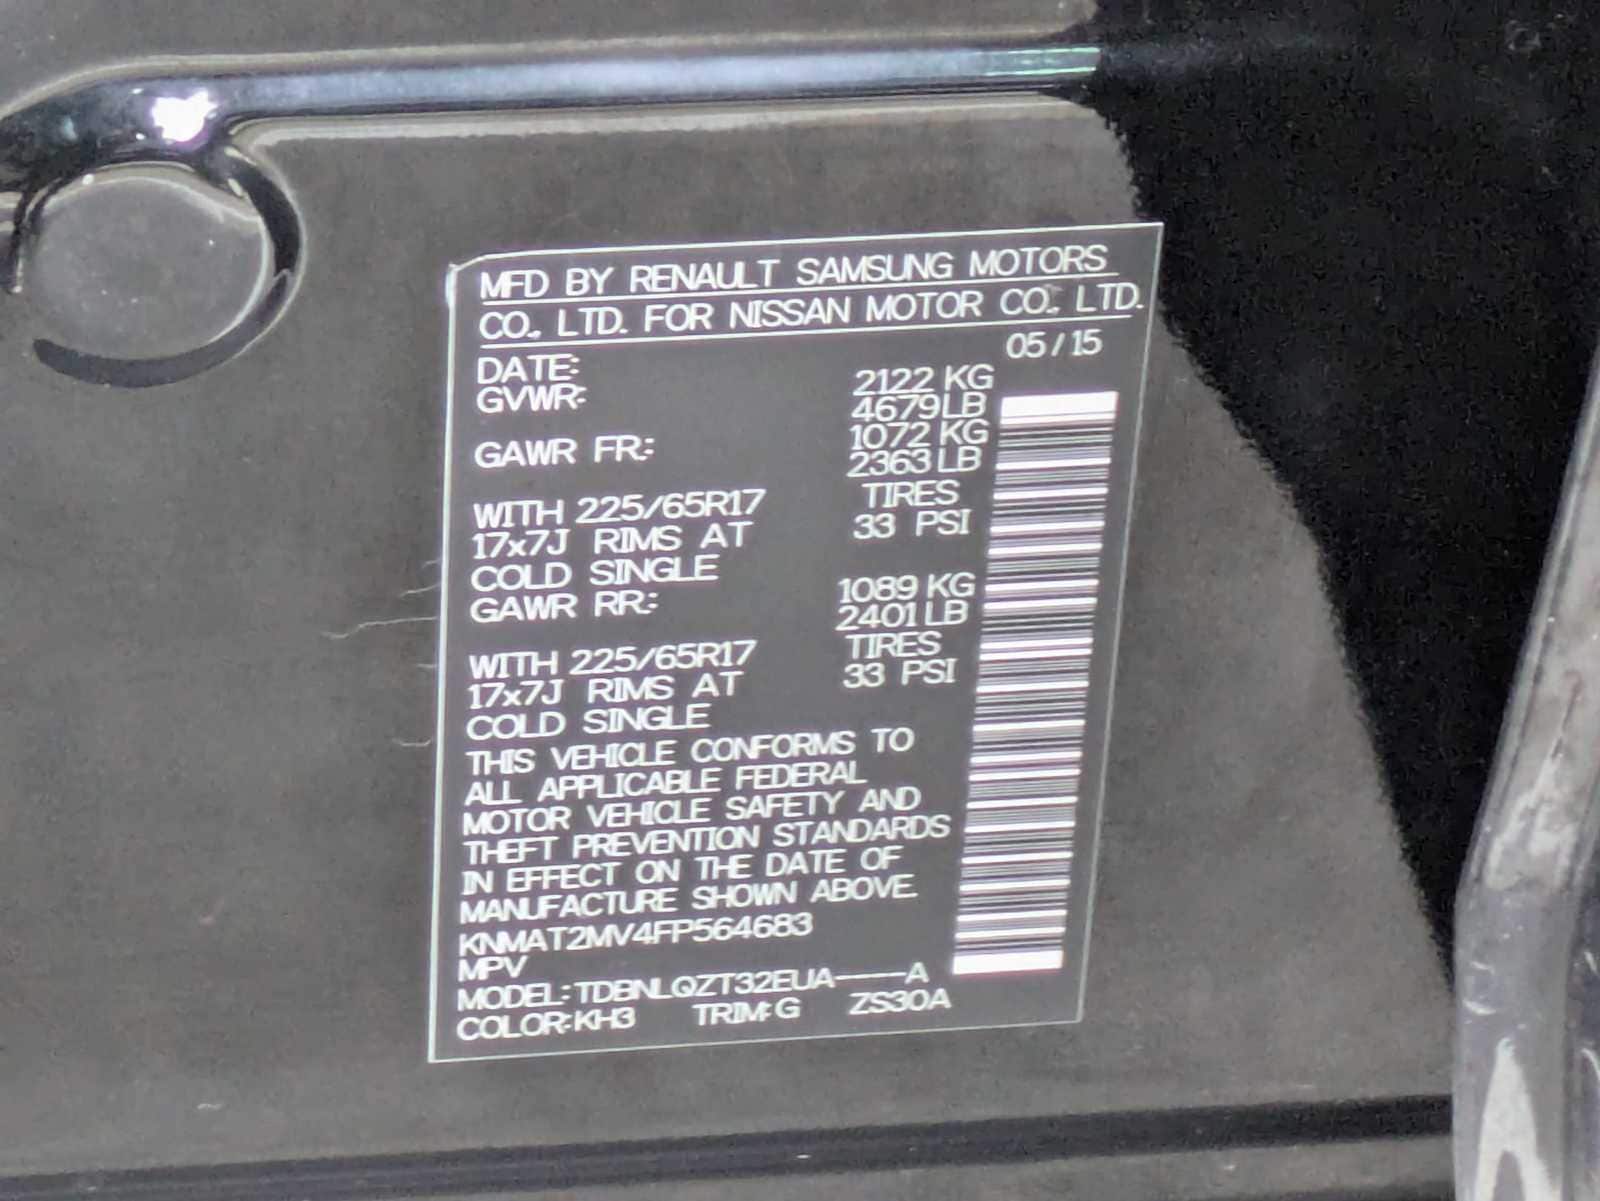 MFD BY RENAULT SAMSUNG MOTORS
CO., LTD. FOR NISSAN MOTOR CO., LTD.
DATE: 05/15
GVWR: 2122 KG
4679 LB
GAWR FR.: 1072 KG
2363 LB
WITH 225/65R17 TIRES
17x7J RIMS AT 33 PSI
COLD SINGLE
GAWR RR.: 1089 KG
2401 LB
WITH 225/65R17 TIRES
17x7J RIMS AT 33 PSI
COLD SINGLE
THIS VEHICLE CONFORMS TO
ALL APPLICABLE FEDERAL
MOTOR VEHICLE SAFETY AND
THEFT PREVENTION STANDARDS
IN EFFECT ON THE DATE OF
MANUFACTURE SHOWN ABOVE.
KNMAT2MV4FP564683
MPV
MODEL: TDBNLQZT32EUA----A
COLOR: KH3 TRIM: G ZS30A